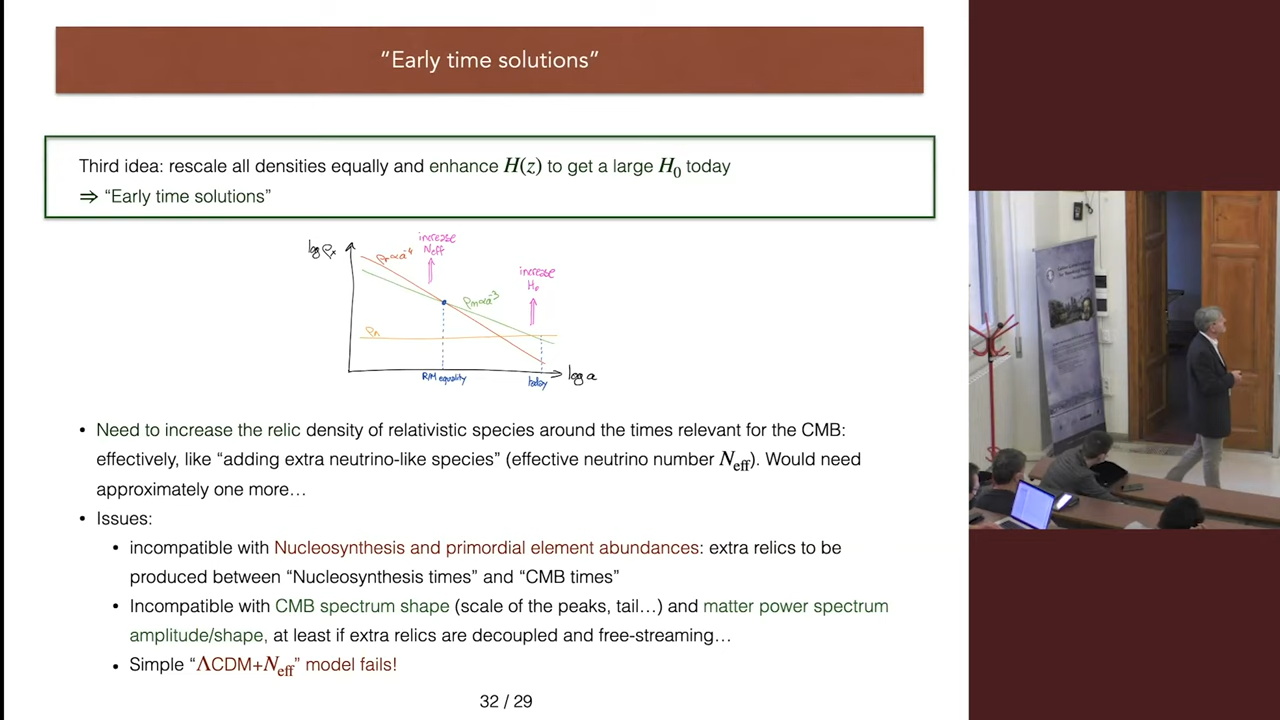 “Early time solutions”
Third idea: rescale all densities equally and enhance H(z) to get a large H₀ today
⇒ “Early time solutions”
log ρₓ
increase
Neff
ρr∝a⁻⁴
increase
H₀
ρm∝a⁻³
ρΛ
R/M equality
today
log a
• Need to increase the relic density of relativistic species around the times relevant for the CMB:
effectively, like “adding extra neutrino-like species” (effective neutrino number Neff). Would need
approximately one more…
• Issues:
• incompatible with Nucleosynthesis and primordial element abundances: extra relics to be
produced between “Nucleosynthesis times” and “CMB times”
• Incompatible with CMB spectrum shape (scale of the peaks, tail…) and matter power spectrum
amplitude/shape, at least if extra relics are decoupled and free-streaming…
• Simple “ΛCDM+Neff” model fails!
32 / 29